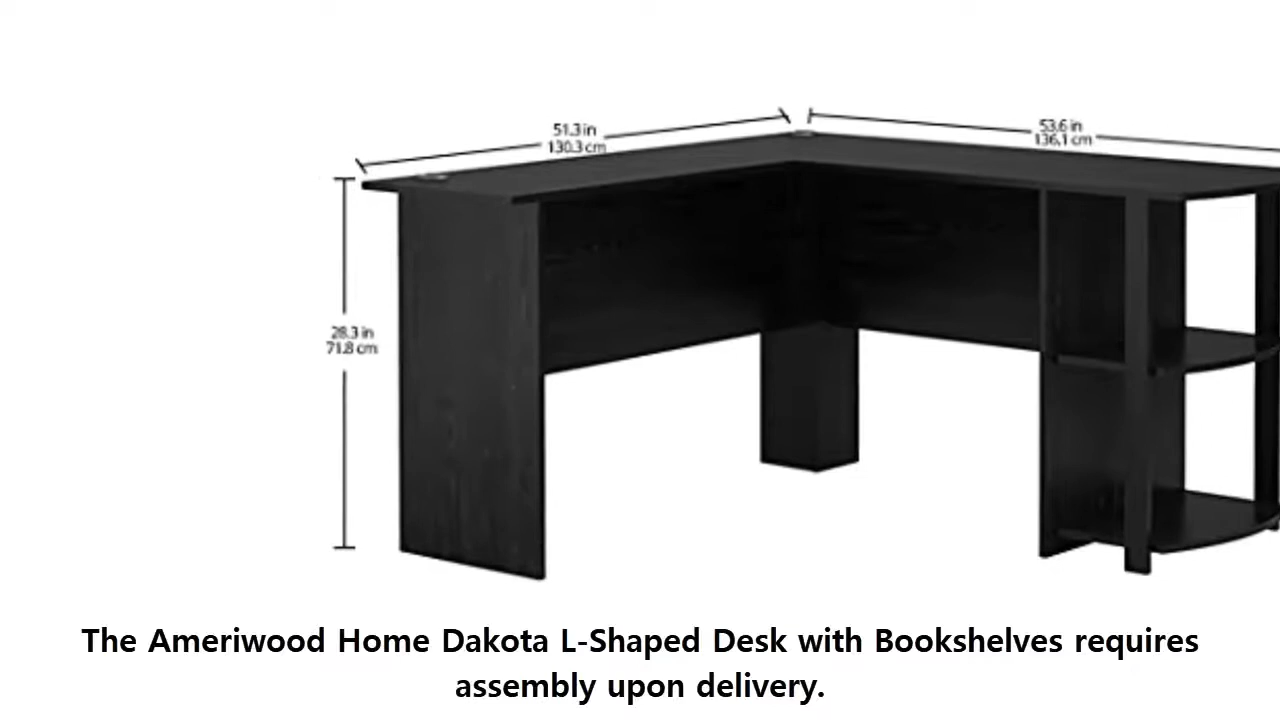 51.3 in
130.3 cm
53.6 in
136.1 cm
28.3 in
71.8 cm
The Ameriwood Home Dakota L-Shaped Desk with Bookshelves requires
assembly upon delivery.